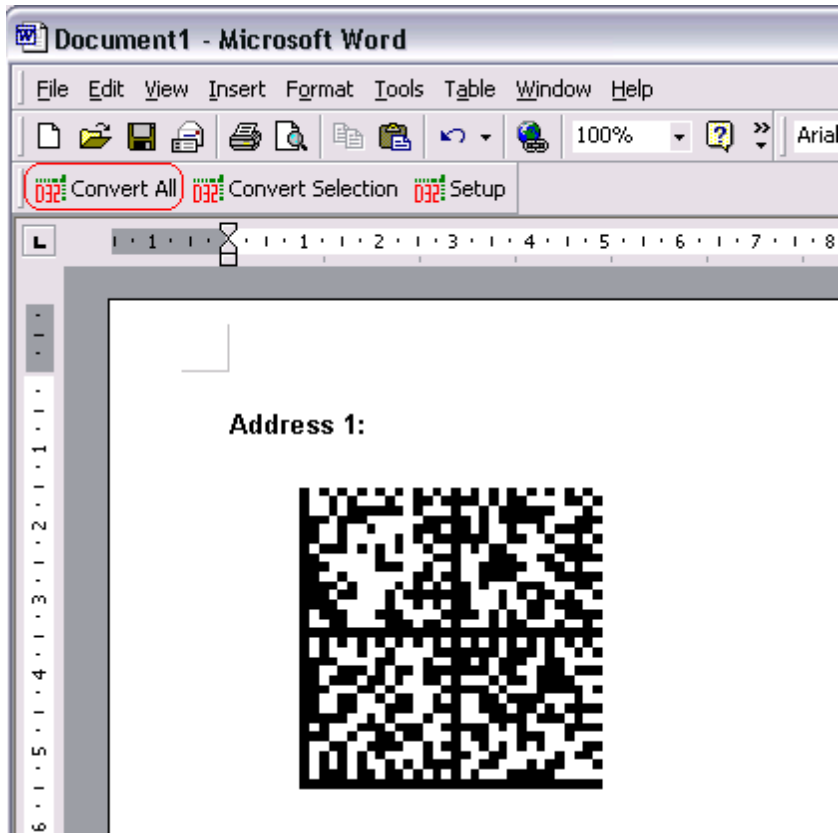 Document1 - Microsoft Word
File Edit View Insert Format Tools Table Window Help
100% Arial
Convert All Convert Selection Setup
1 1 2 3 4 5 6 7 8
Address 1:
1
2
3
4
5
6